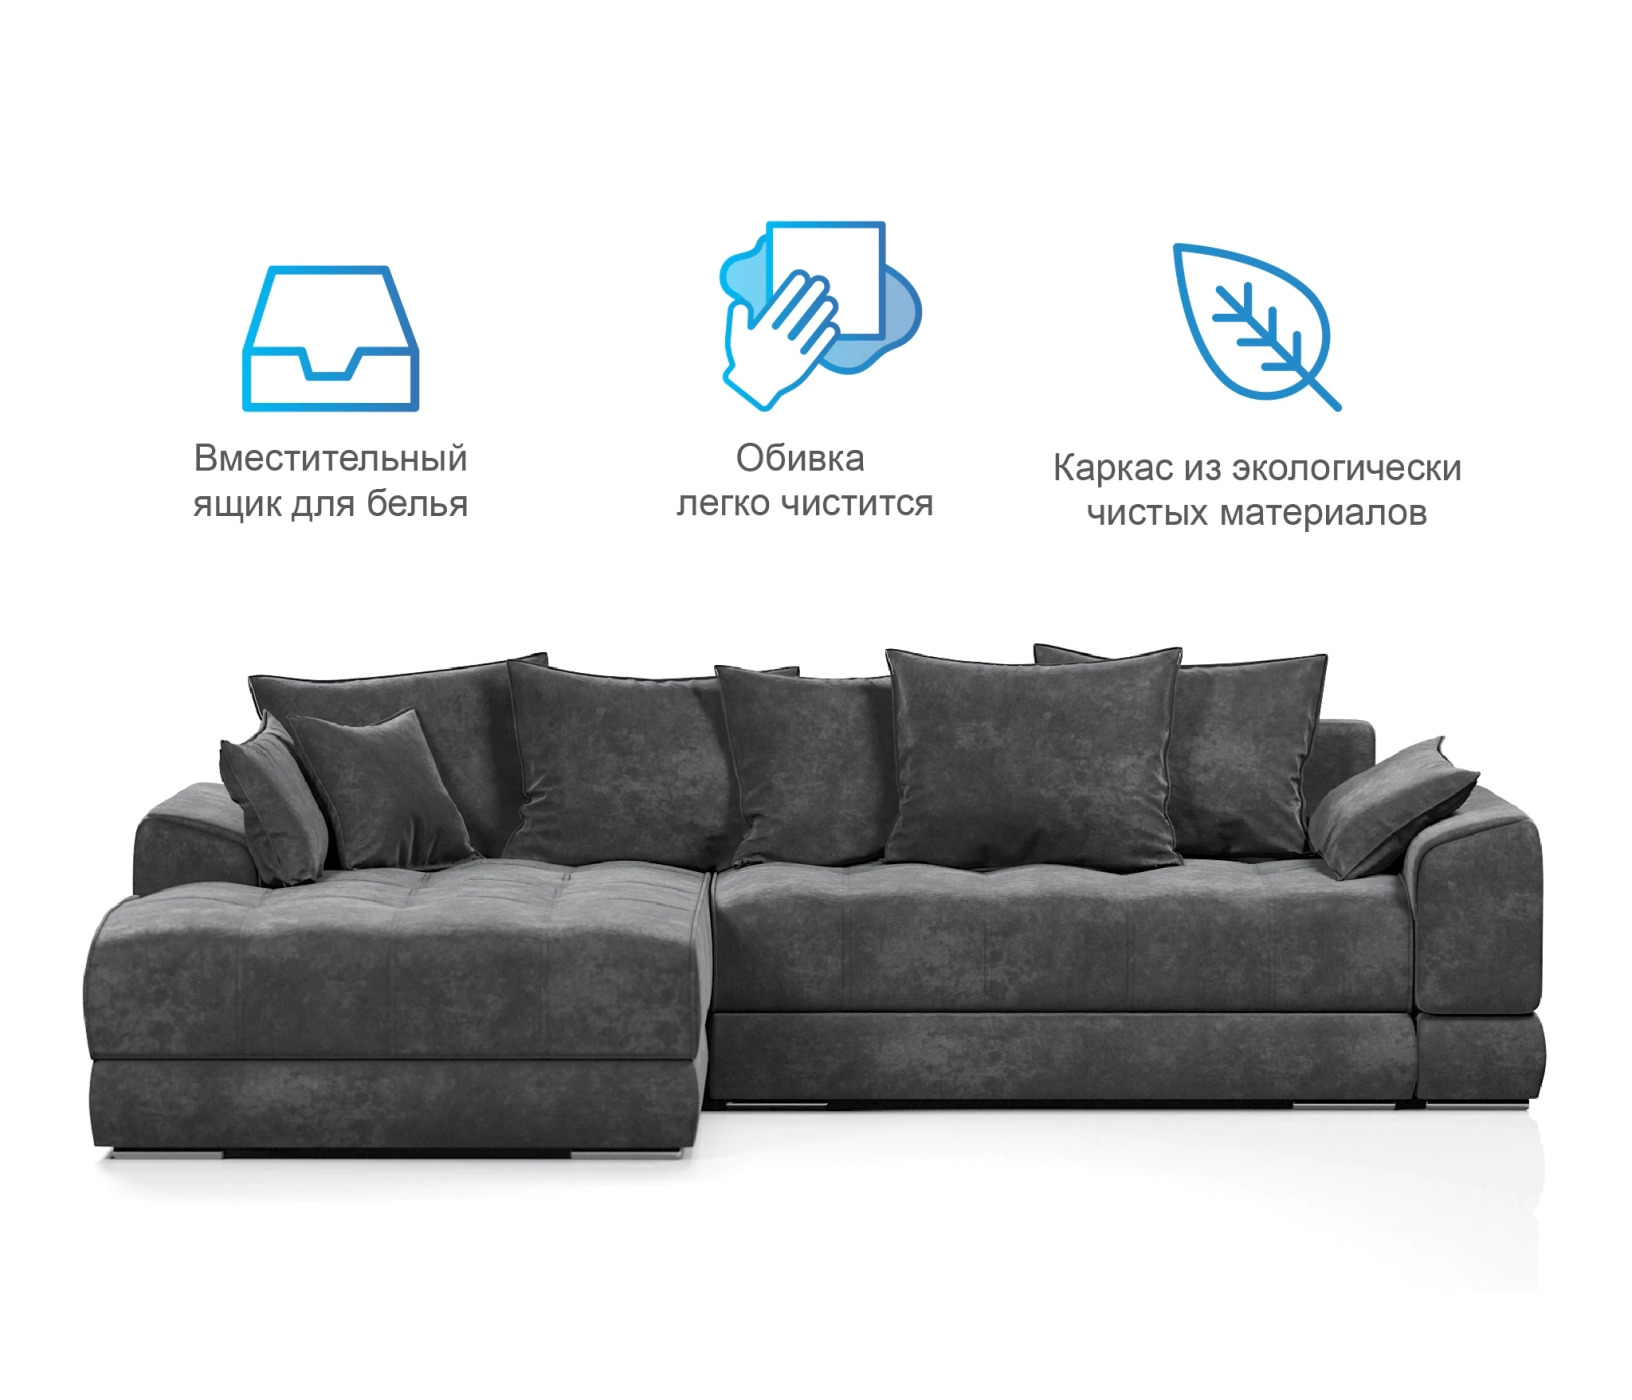 Вместительный
ящик для белья
Обивка
легко чистится
Каркас из экологически
чистых материалов